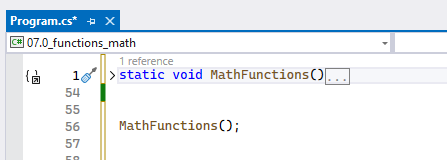 Program.cs*
C# 07.0_functions_math
1 reference
1 static void MathFunctions()...
54
55
56 MathFunctions();
57
58